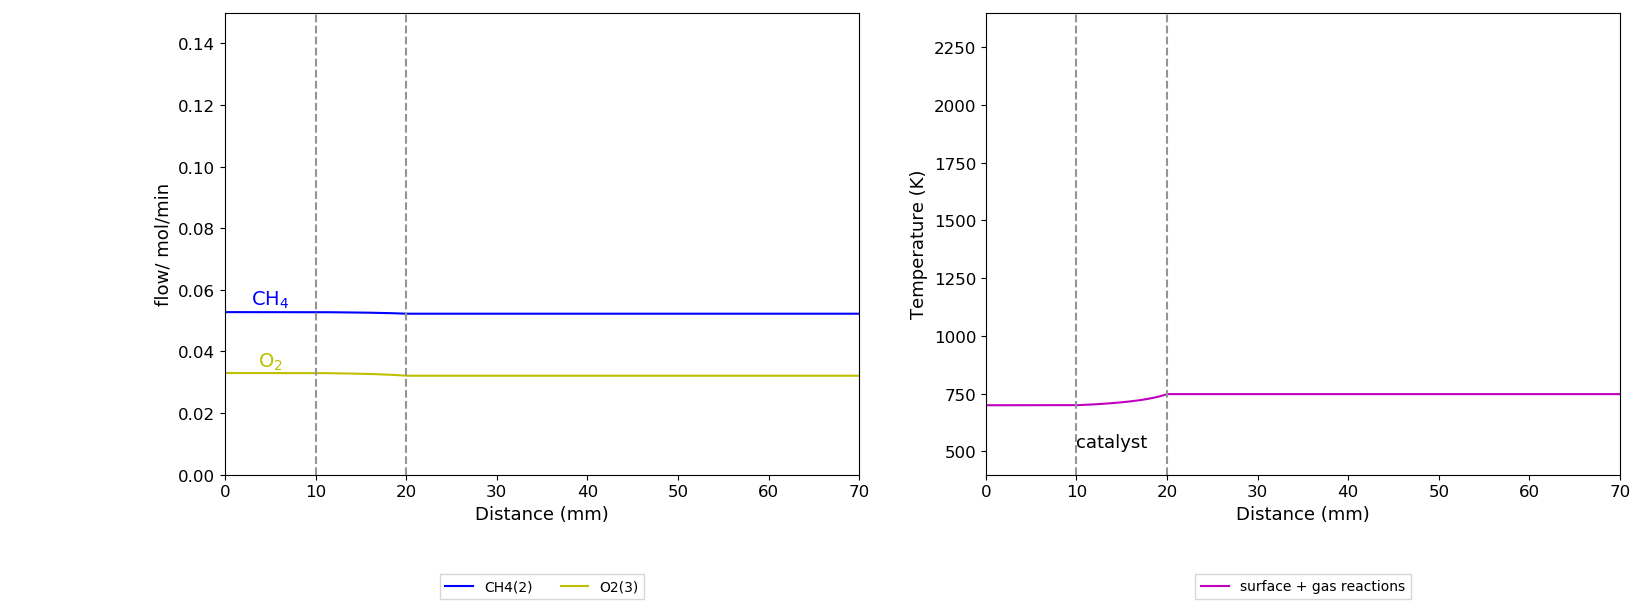 0.14
0.12
0.10
0.08
0.06
0.04
0.02
0.00
flow/ mol/min
CH₄
O₂
0 10 20 30 40 50 60 70
Distance (mm)
CH4(2) O2(3)
2250
2000
1750
1500
1250
1000
750
500
Temperature (K)
catalyst
0 10 20 30 40 50 60 70
Distance (mm)
surface + gas reactions